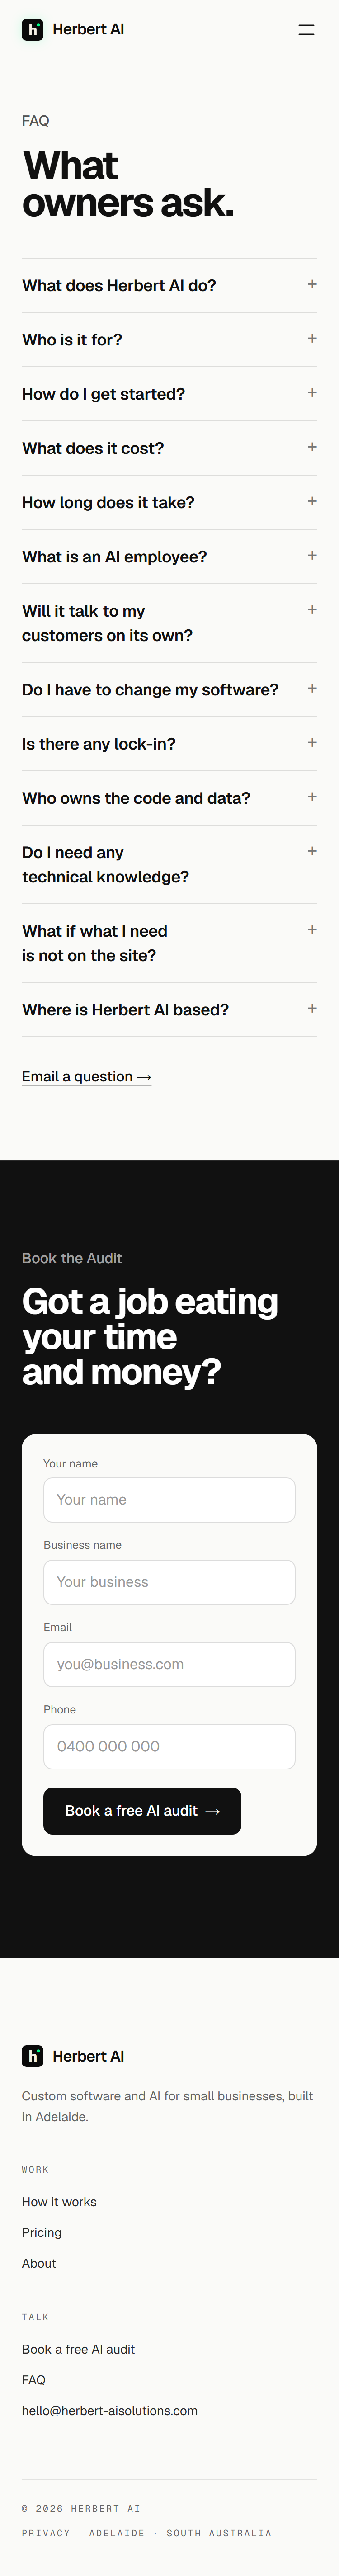 h Herbert AI
FAQ
What
owners ask.
What does Herbert AI do? +
Who is it for? +
How do I get started? +
What does it cost? +
How long does it take? +
What is an AI employee? +
Will it talk to my +
customers on its own?
Do I have to change my software? +
Is there any lock-in? +
Who owns the code and data? +
Do I need any +
technical knowledge?
What if what I need +
is not on the site?
Where is Herbert AI based? +
Email a question →
Book the Audit
Got a job eating
your time
and money?
Your name
Your name
Business name
Your business
Email
you@business.com
Phone
0400 000 000
Book a free AI audit →
h Herbert AI
Custom software and AI for small businesses, built
in Adelaide.
WORK
How it works
Pricing
About
TALK
Book a free AI audit
FAQ
hello@herbert-aisolutions.com
© 2026 HERBERT AI
PRIVACY ADELAIDE · SOUTH AUSTRALIA